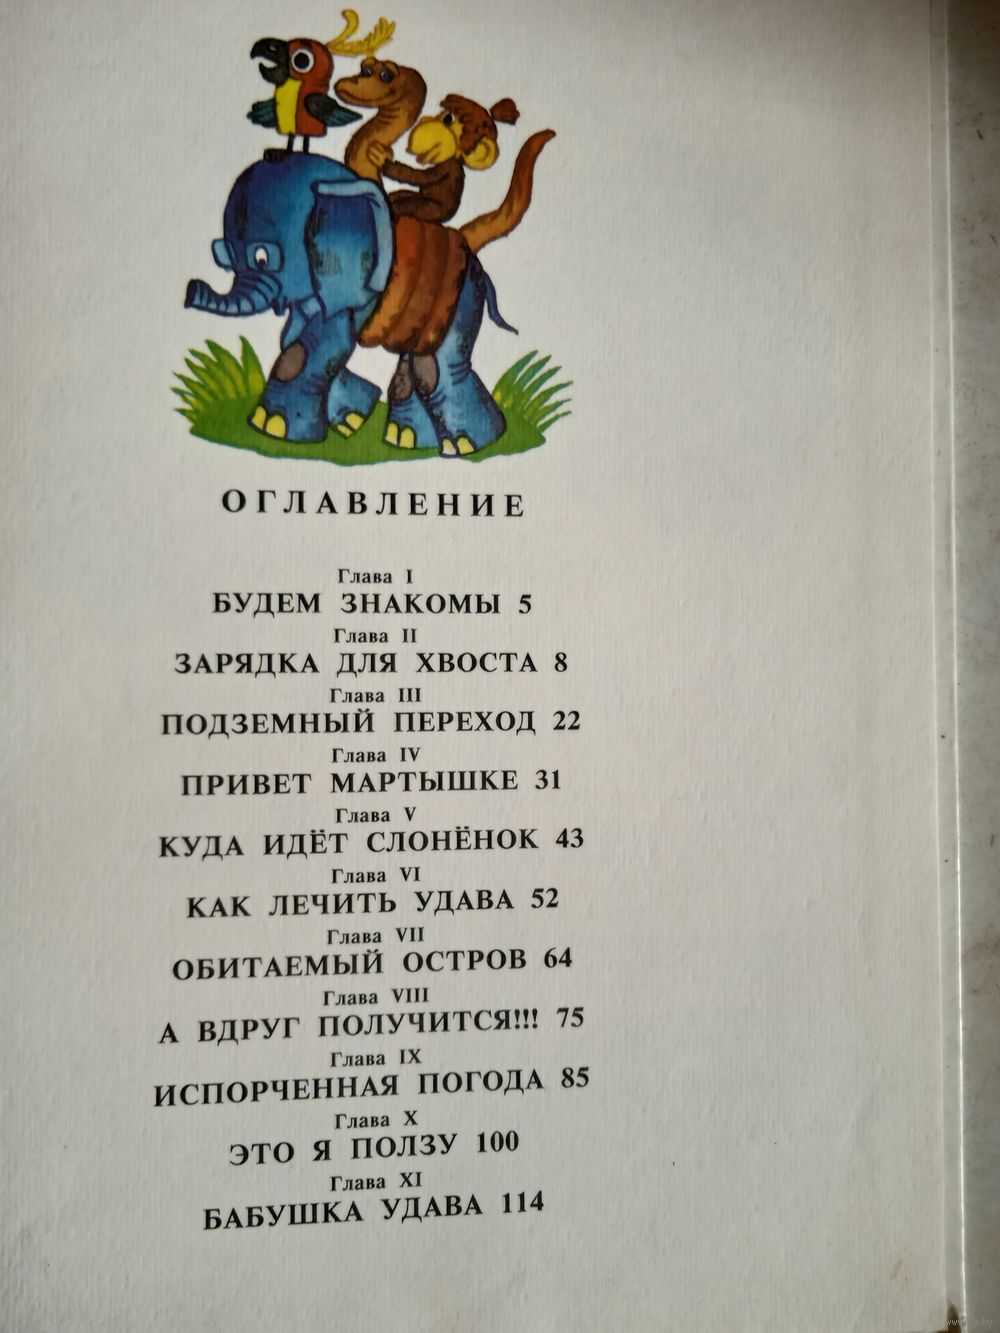 ОГЛАВЛЕНИЕ
Глава I
БУДЕМ ЗНАКОМЫ 5
Глава II
ЗАРЯДКА ДЛЯ ХВОСТА 8
Глава III
ПОДЗЕМНЫЙ ПЕРЕХОД 22
Глава IV
ПРИВЕТ МАРТЫШКЕ 31
Глава V
КУДА ИДЁТ СЛОНЁНОК 43
Глава VI
КАК ЛЕЧИТЬ УДАВА 52
Глава VII
ОБИТАЕМЫЙ ОСТРОВ 64
Глава VIII
А ВДРУГ ПОЛУЧИТСЯ!!! 75
Глава IX
ИСПОРЧЕННАЯ ПОГОДА 85
Глава X
ЭТО Я ПОЛЗУ 100
Глава XI
БАБУШКА УДАВА 114